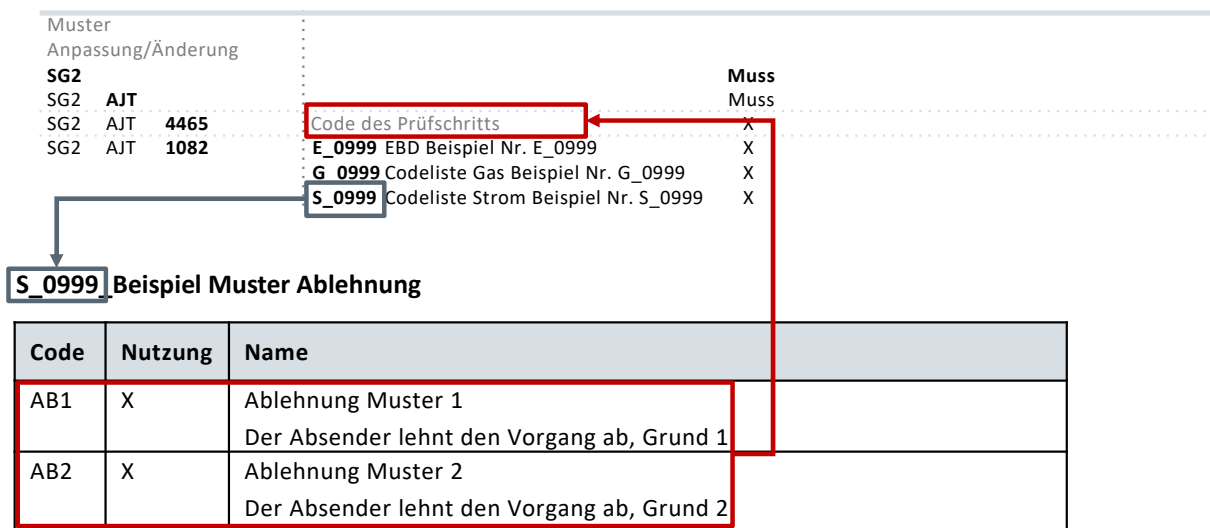 Muster
Anpassung/Änderung
SG2 Muss
SG2 AJT Muss
SG2 AJT 4465 Code des Prüfschritts X
SG2 AJT 1082 E_0999 EBD Beispiel Nr. E_0999 X
G_0999 Codeliste Gas Beispiel Nr. G_0999 X
S_0999 Codeliste Strom Beispiel Nr. S_0999 X
S_0999_Beispiel Muster Ablehnung
Code Nutzung Name
AB1 X Ablehnung Muster 1
Der Absender lehnt den Vorgang ab, Grund 1
AB2 X Ablehnung Muster 2
Der Absender lehnt den Vorgang ab, Grund 2